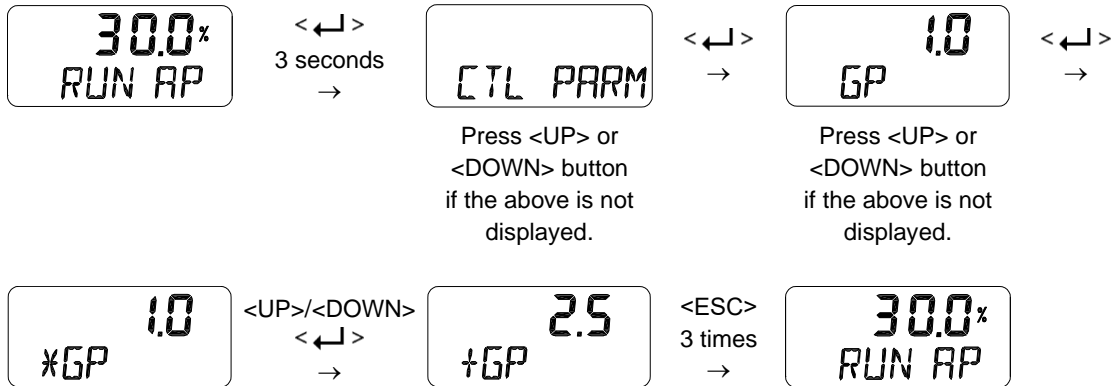 30.0%
RUN AP
< ↵ >
3 seconds
→
CTL PARM
Press <UP> or
<DOWN> button
if the above is not
displayed.
< ↵ >
→
1.0
GP
Press <UP> or
<DOWN> button
if the above is not
displayed.
< ↵ >
→
1.0
*GP
<UP>/<DOWN>
< ↵ >
→
2.5
+GP
<ESC>
3 times
→
30.0%
RUN AP